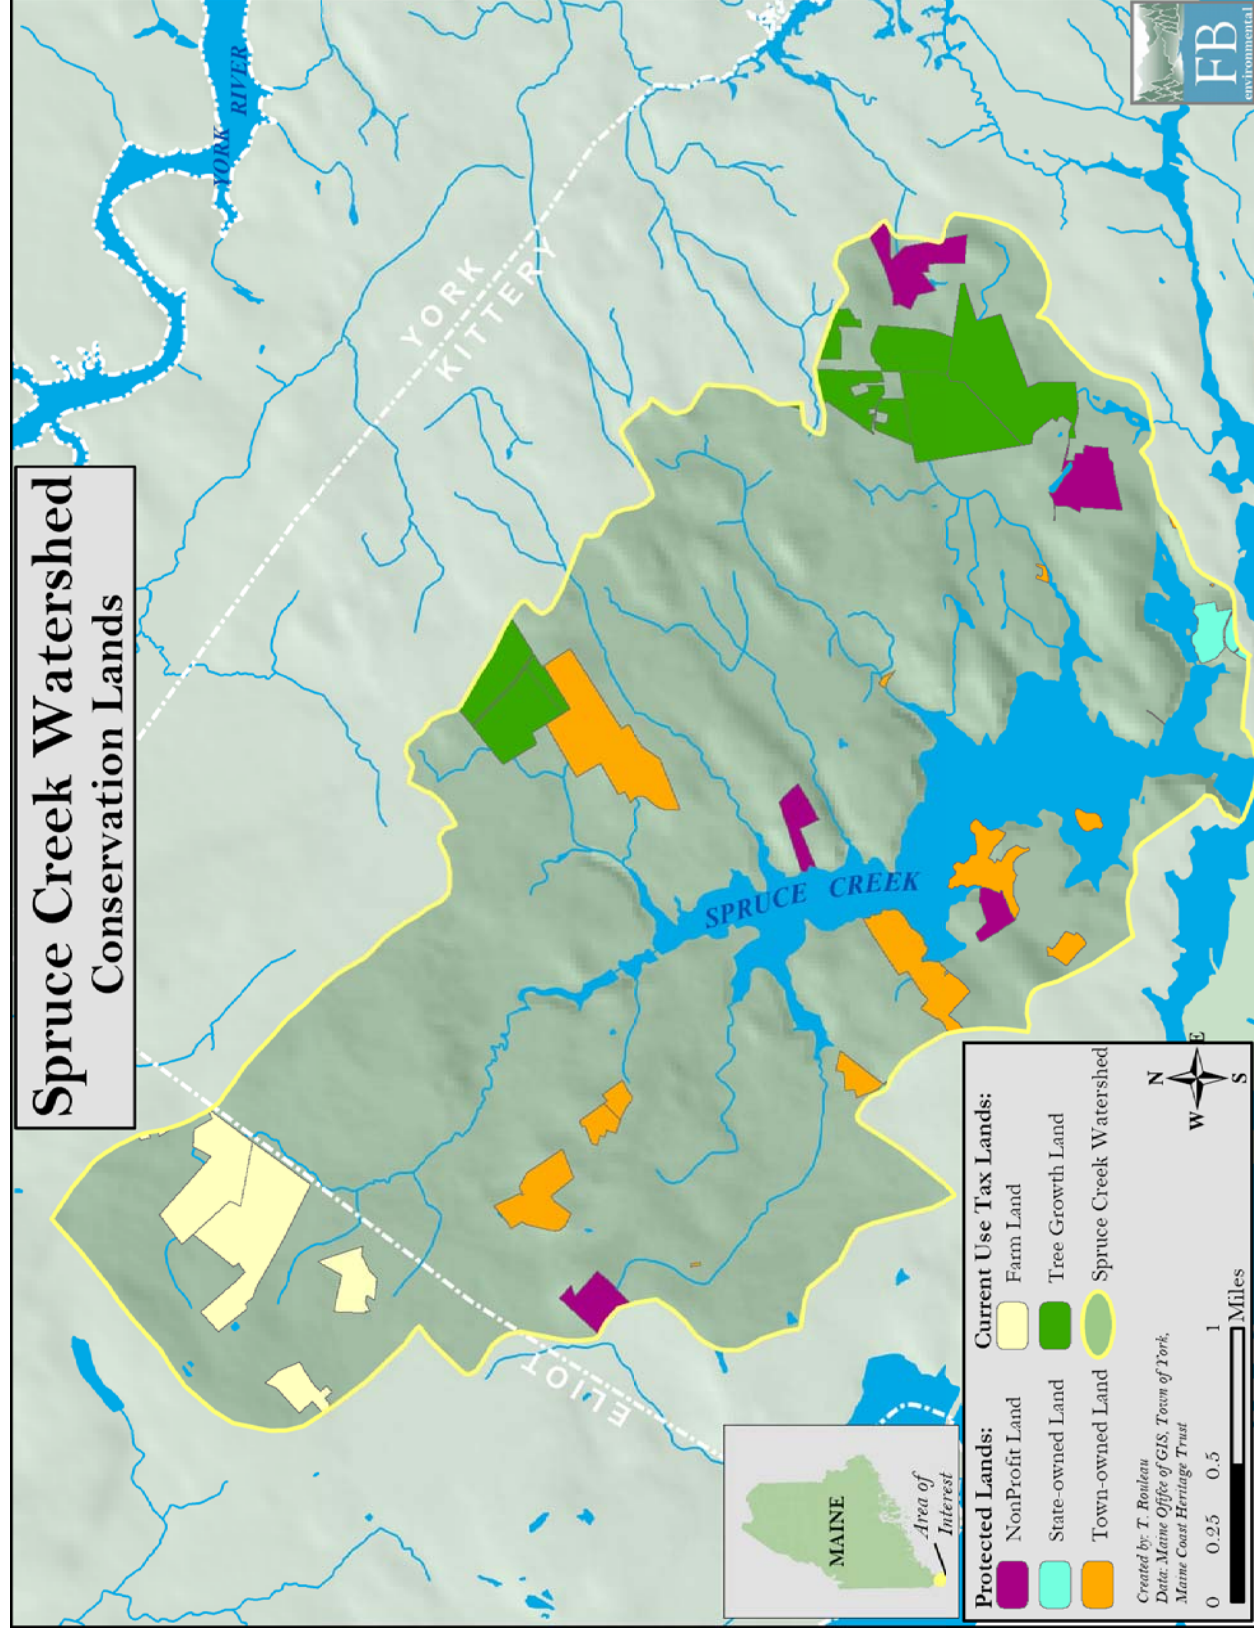 Spruce Creek Watershed
Conservation Lands
YORK RIVER
YORK
KITTERY
ELIOT
SPRUCE CREEK
FB
environmental
MAINE
Area of
Interest
Protected Lands:
NonProfit Land
State-owned Land
Town-owned Land
Current Use Tax Lands:
Farm Land
Tree Growth Land
Spruce Creek Watershed
Created by: T. Rouleau
Data: Maine Offifce of GIS, Town of York,
Maine Coast Heritage Trust
0 0.25 0.5 1
Miles
N
W E
S